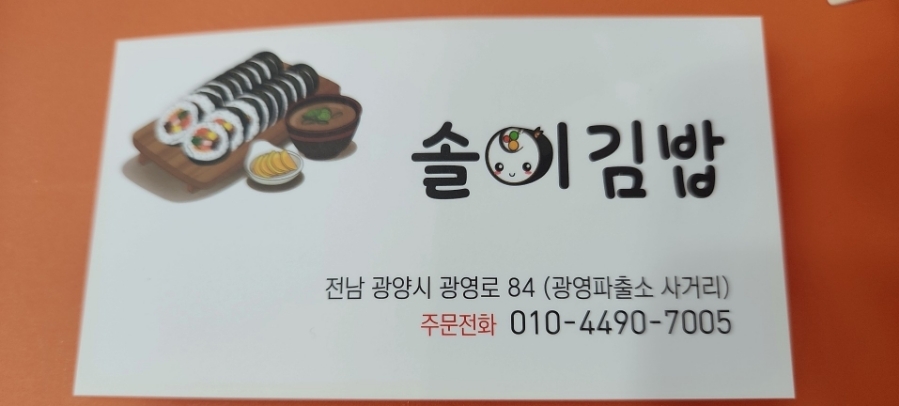 솔이김밥
전남 광양시 광영로 84 (광영파출소 사거리)
주문전화 010-4490-7005